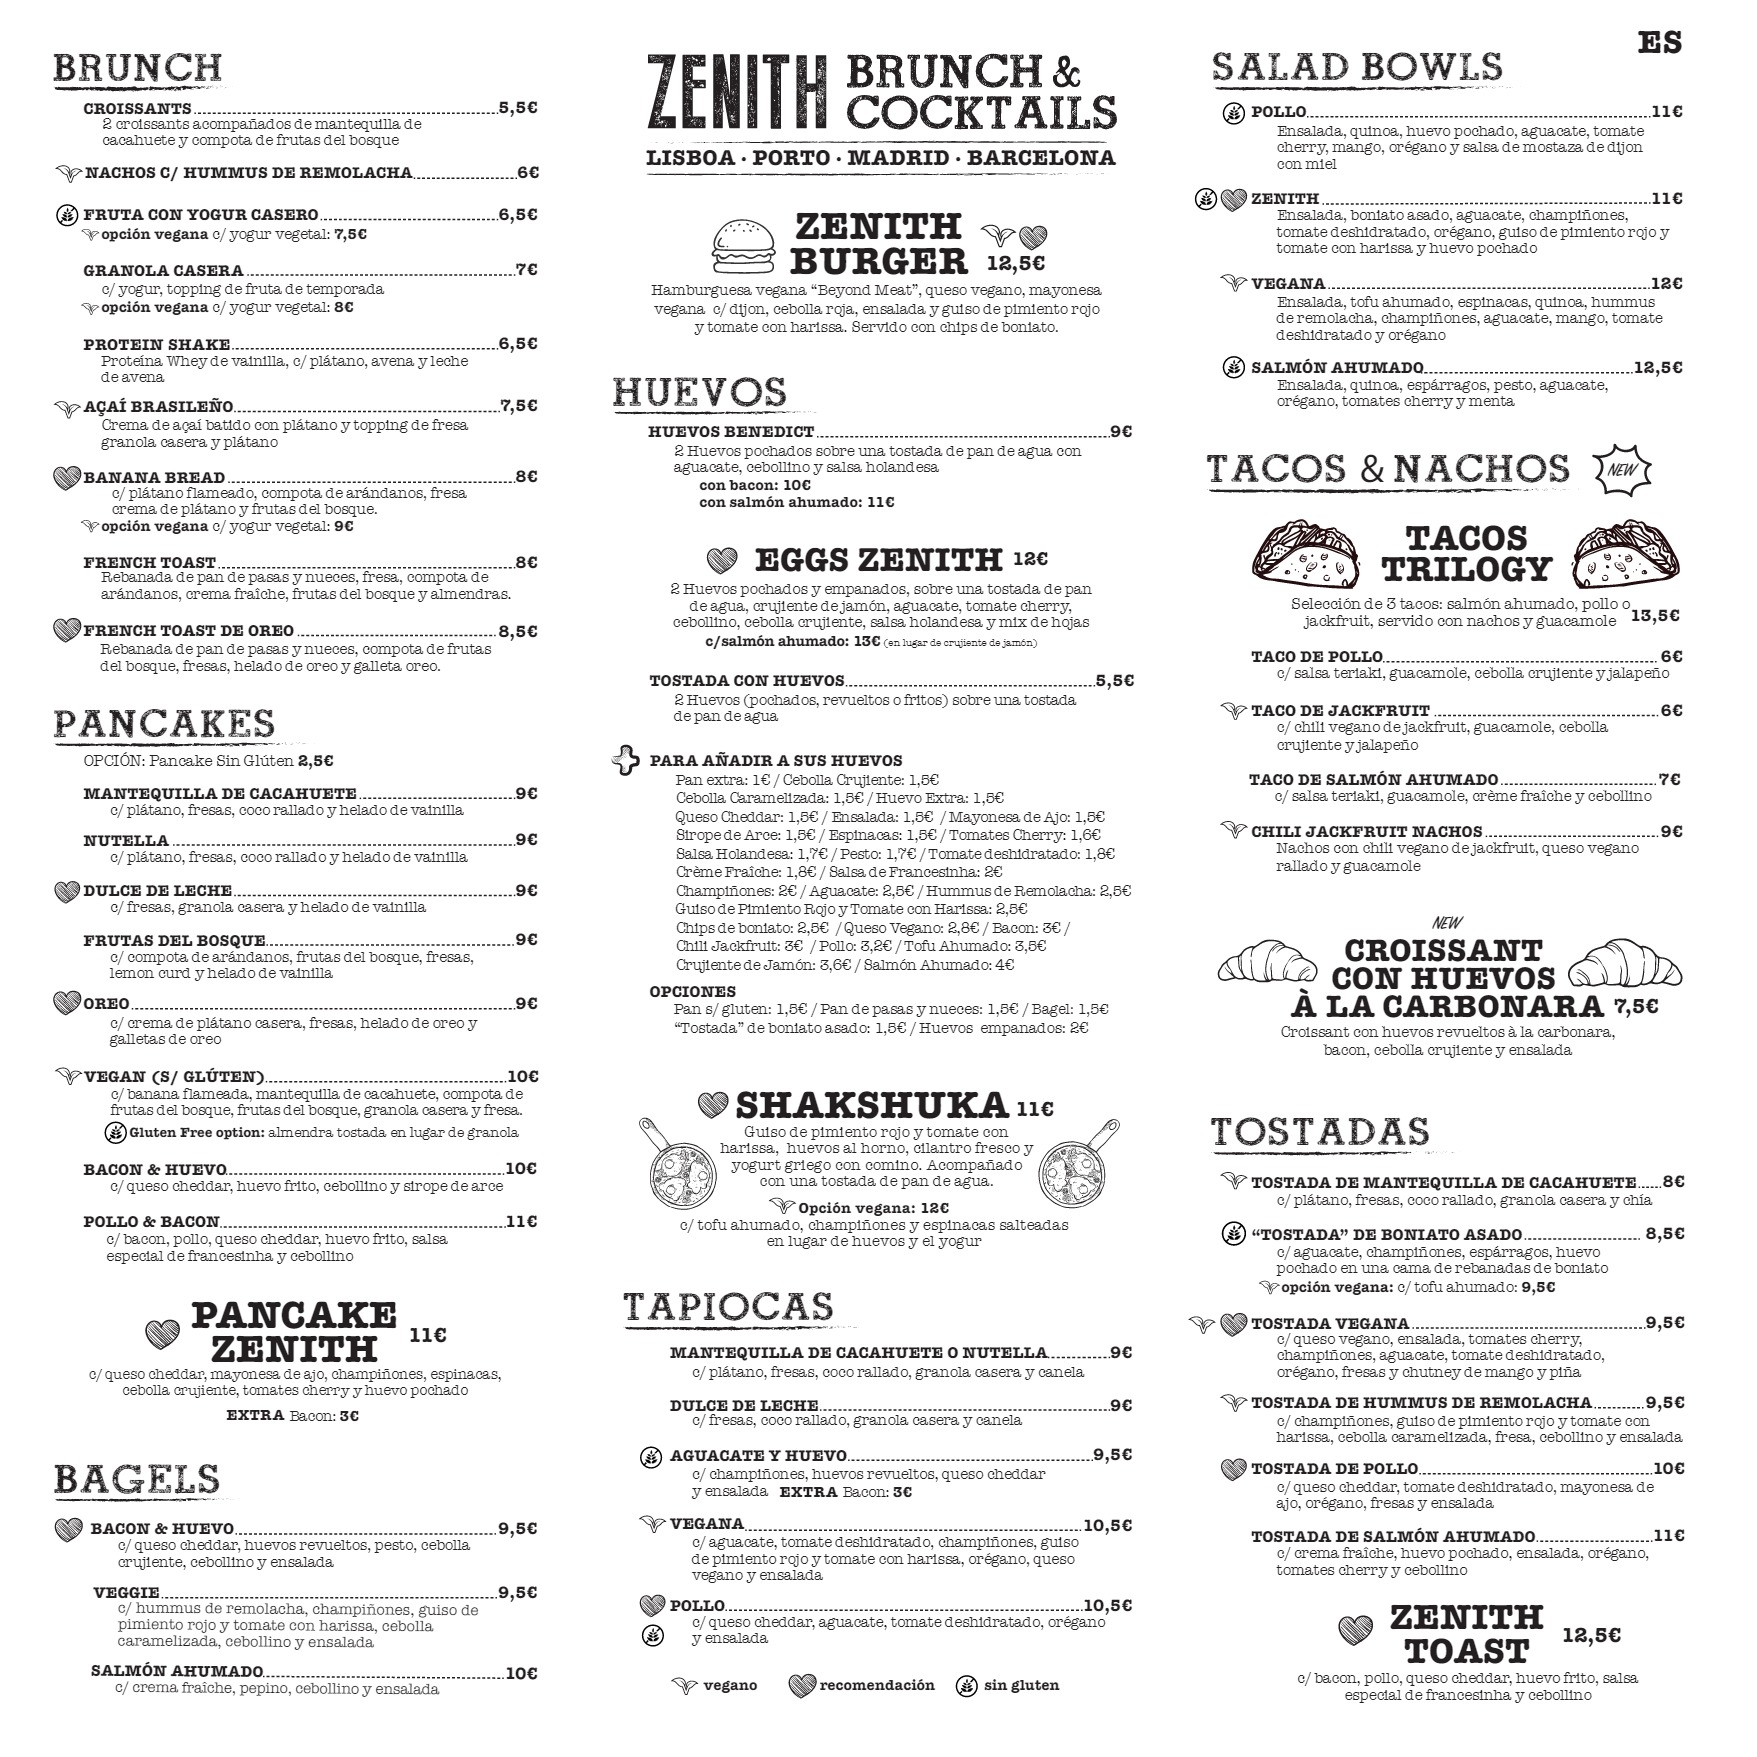 BRUNCH
CROISSANTS 5,5€
2 croissants acompañados de mantequilla de
cacahuete y compota de frutas del bosque
NACHOS C/ HUMMUS DE REMOLACHA 6€
FRUTA CON YOGUR CASERO 6,5€
opción vegana c/ yogur vegetal: 7,5€
GRANOLA CASERA 7€
c/ yogur, topping de fruta de temporada
opción vegana c/ yogur vegetal: 8€
PROTEIN SHAKE 6,5€
Proteína Whey de vainilla, c/ plátano, avena y leche
de avena
AÇAÍ BRASILEÑO 7,5€
Crema de açaí batido con plátano y topping de fresa
granola casera y plátano
BANANA BREAD 8€
c/ plátano flameado, compota de arándanos, fresa
crema de plátano y frutas del bosque.
opción vegana c/ yogur vegetal: 9€
FRENCH TOAST 8€
Rebanada de pan de pasas y nueces, fresa, compota de
arándanos, crema fraîche, frutas del bosque y almendras.
FRENCH TOAST DE OREO 8,5€
Rebanada de pan de pasas y nueces, compota de frutas
del bosque, fresas, helado de oreo y galleta oreo.
PANCAKES
OPCIÓN: Pancake Sin Glúten 2,5€
MANTEQUILLA DE CACAHUETE 9€
c/ plátano, fresas, coco rallado y helado de vainilla
NUTELLA 9€
c/ plátano, fresas, coco rallado y helado de vainilla
DULCE DE LECHE 9€
c/ fresas, granola casera y helado de vainilla
FRUTAS DEL BOSQUE 9€
c/ compota de arándanos, frutas del bosque, fresas,
lemon curd y helado de vainilla
OREO 9€
c/ crema de plátano casera, fresas, helado de oreo y
galletas de oreo
VEGAN (S/ GLÚTEN) 10€
c/ banana flameada, mantequilla de cacahuete, compota de
frutas del bosque, frutas del bosque, granola casera y fresa.
Gluten Free option: almendra tostada en lugar de granola
BACON & HUEVO 10€
c/ queso cheddar, huevo frito, cebollino y sirope de arce
POLLO & BACON 11€
c/ bacon, pollo, queso cheddar, huevo frito, salsa
especial de francesinha y cebollino
PANCAKE
ZENITH 11€
c/ queso cheddar, mayonesa de ajo, champiñones, espinacas,
cebolla crujiente, tomates cherry y huevo pochado
EXTRA Bacon: 3€
BAGELS
BACON & HUEVO 9,5€
c/ queso cheddar, huevos revueltos, pesto, cebolla
crujiente, cebollino y ensalada
VEGGIE 9,5€
c/ hummus de remolacha, champiñones, guiso de
pimiento rojo y tomate con harissa, cebolla
caramelizada, cebollino y ensalada
SALMÓN AHUMADO 10€
c/ crema fraîche, pepino, cebollino y ensalada
ZENITH BRUNCH &
COCKTAILS
LISBOA · PORTO · MADRID · BARCELONA
ZENITH
BURGER 12,5€
Hamburguesa vegana “Beyond Meat”, queso vegano, mayonesa
vegana c/ dijon, cebolla roja, ensalada y guiso de pimiento rojo
y tomate con harissa. Servido con chips de boniato.
HUEVOS
HUEVOS BENEDICT 9€
2 Huevos pochados sobre una tostada de pan de agua con
aguacate, cebollino y salsa holandesa
con bacon: 10€
con salmón ahumado: 11€
EGGS ZENITH 12€
2 Huevos pochados y empanados, sobre una tostada de pan
de agua, crujiente de jamón, aguacate, tomate cherry,
cebollino, cebolla crujiente, salsa holandesa y mix de hojas
c/salmón ahumado: 13€ (en lugar de crujiente de jamón)
TOSTADA CON HUEVOS 5,5€
2 Huevos (pochados, revueltos o fritos) sobre una tostada
de pan de agua
PARA AÑADIR A SUS HUEVOS
Pan extra: 1€ / Cebolla Crujiente: 1,5€
Cebolla Caramelizada: 1,5€ / Huevo Extra: 1,5€
Queso Cheddar: 1,5€ / Ensalada: 1,5€ / Mayonesa de Ajo: 1,5€
Sirope de Arce: 1,5€ / Espinacas: 1,5€ / Tomates Cherry: 1,6€
Salsa Holandesa: 1,7€ / Pesto: 1,7€ / Tomate deshidratado: 1,8€
Crème Fraîche: 1,8€ / Salsa de Francesinha: 2€
Champiñones: 2€ / Aguacate: 2,5€ / Hummus de Remolacha: 2,5€
Guiso de Pimiento Rojo y Tomate con Harissa: 2,5€
Chips de boniato: 2,5€ / Queso Vegano: 2,8€ / Bacon: 3€ /
Chili Jackfruit: 3€ / Pollo: 3,2€ / Tofu Ahumado: 3,5€
Crujiente de Jamón: 3,6€ / Salmón Ahumado: 4€
OPCIONES
Pan s/ gluten: 1,5€ / Pan de pasas y nueces: 1,5€ / Bagel: 1,5€
“Tostada” de boniato asado: 1,5€ / Huevos empanados: 2€
SHAKSHUKA 11€
Guiso de pimiento rojo y tomate con
harissa, huevos al horno, cilantro fresco y
yogurt griego con comino. Acompañado
con una tostada de pan de agua.
Opción vegana: 12€
c/ tofu ahumado, champiñones y espinacas salteadas
en lugar de huevos y el yogur
TAPIOCAS
MANTEQUILLA DE CACAHUETE O NUTELLA 9€
c/ plátano, fresas, coco rallado, granola casera y canela
DULCE DE LECHE 9€
c/ fresas, coco rallado, granola casera y canela
AGUACATE Y HUEVO 9,5€
c/ champiñones, huevos revueltos, queso cheddar
y ensalada EXTRA Bacon: 3€
VEGANA 10,5€
c/ aguacate, tomate deshidratado, champiñones, guiso
de pimiento rojo y tomate con harissa, orégano, queso
vegano y ensalada
POLLO 10,5€
c/ queso cheddar, aguacate, tomate deshidratado, orégano
y ensalada
vegano recomendación sin gluten
ES
SALAD BOWLS
POLLO 11€
Ensalada, quinoa, huevo pochado, aguacate, tomate
cherry, mango, orégano y salsa de mostaza de dijon
con miel
ZENITH 11€
Ensalada, boniato asado, aguacate, champiñones,
tomate deshidratado, orégano, guiso de pimiento rojo y
tomate con harissa y huevo pochado
VEGANA 12€
Ensalada, tofu ahumado, espinacas, quinoa, hummus
de remolacha, champiñones, aguacate, mango, tomate
deshidratado y orégano
SALMÓN AHUMADO 12,5€
Ensalada, quinoa, espárragos, pesto, aguacate,
orégano, tomates cherry y menta
TACOS & NACHOS NEW
TACOS
TRILOGY
Selección de 3 tacos: salmón ahumado, pollo o
jackfruit, servido con nachos y guacamole 13,5€
TACO DE POLLO 6€
c/ salsa teriaki, guacamole, cebolla crujiente y jalapeño
TACO DE JACKFRUIT 6€
c/ chili vegano de jackfruit, guacamole, cebolla
crujiente y jalapeño
TACO DE SALMÓN AHUMADO 7€
c/ salsa teriaki, guacamole, crème fraîche y cebollino
CHILI JACKFRUIT NACHOS 9€
Nachos con chili vegano de jackfruit, queso vegano
rallado y guacamole
NEW
CROISSANT
CON HUEVOS
À LA CARBONARA 7,5€
Croissant con huevos revueltos à la carbonara,
bacon, cebolla crujiente y ensalada
TOSTADAS
TOSTADA DE MANTEQUILLA DE CACAHUETE 8€
c/ plátano, fresas, coco rallado, granola casera y chía
“TOSTADA” DE BONIATO ASADO 8,5€
c/ aguacate, champiñones, espárragos, huevo
pochado en una cama de rebanadas de boniato
opción vegana: c/ tofu ahumado: 9,5€
TOSTADA VEGANA 9,5€
c/ queso vegano, ensalada, tomates cherry,
champiñones, aguacate, tomate deshidratado,
orégano, fresas y chutney de mango y piña
TOSTADA DE HUMMUS DE REMOLACHA 9,5€
c/ champiñones, guiso de pimiento rojo y tomate con
harissa, cebolla caramelizada, fresa, cebollino y ensalada
TOSTADA DE POLLO 10€
c/ queso cheddar, tomate deshidratado, mayonesa de
ajo, orégano, fresas y ensalada
TOSTADA DE SALMÓN AHUMADO 11€
c/ crema fraîche, huevo pochado, ensalada, orégano,
tomates cherry y cebollino
ZENITH
TOAST 12,5€
c/ bacon, pollo, queso cheddar, huevo frito, salsa
especial de francesinha y cebollino